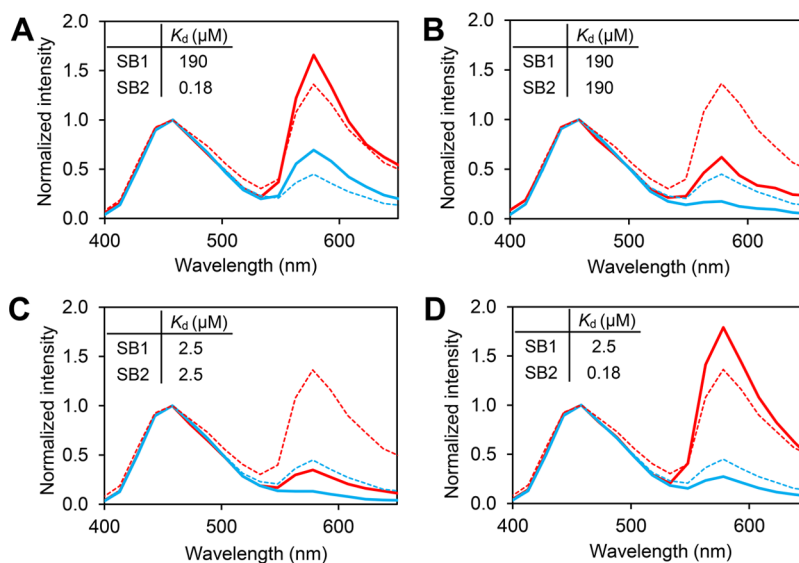 A
B
Kd (µM)
SB1 190
SB2 0.18
Kd (µM)
SB1 190
SB2 190
Normalized intensity
2.0
1.5
1.0
0.5
0.0
400 500 600
Wavelength (nm)
Normalized intensity
2.0
1.5
1.0
0.5
0.0
400 500 600
Wavelength (nm)
C
D
Kd (µM)
SB1 2.5
SB2 2.5
Kd (µM)
SB1 2.5
SB2 0.18
Normalized intensity
2.0
1.5
1.0
0.5
0.0
400 500 600
Wavelength (nm)
Normalized intensity
2.0
1.5
1.0
0.5
0.0
400 500 600
Wavelength (nm)